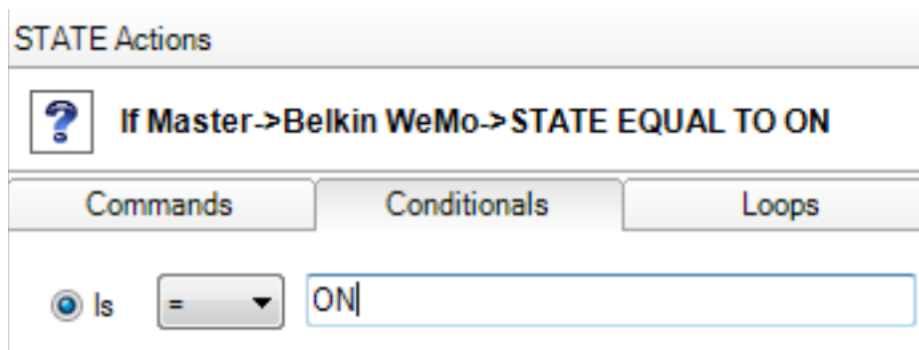 STATE Actions
If Master->Belkin WeMo->STATE EQUAL TO ON
Commands Conditionals Loops
Is = ON